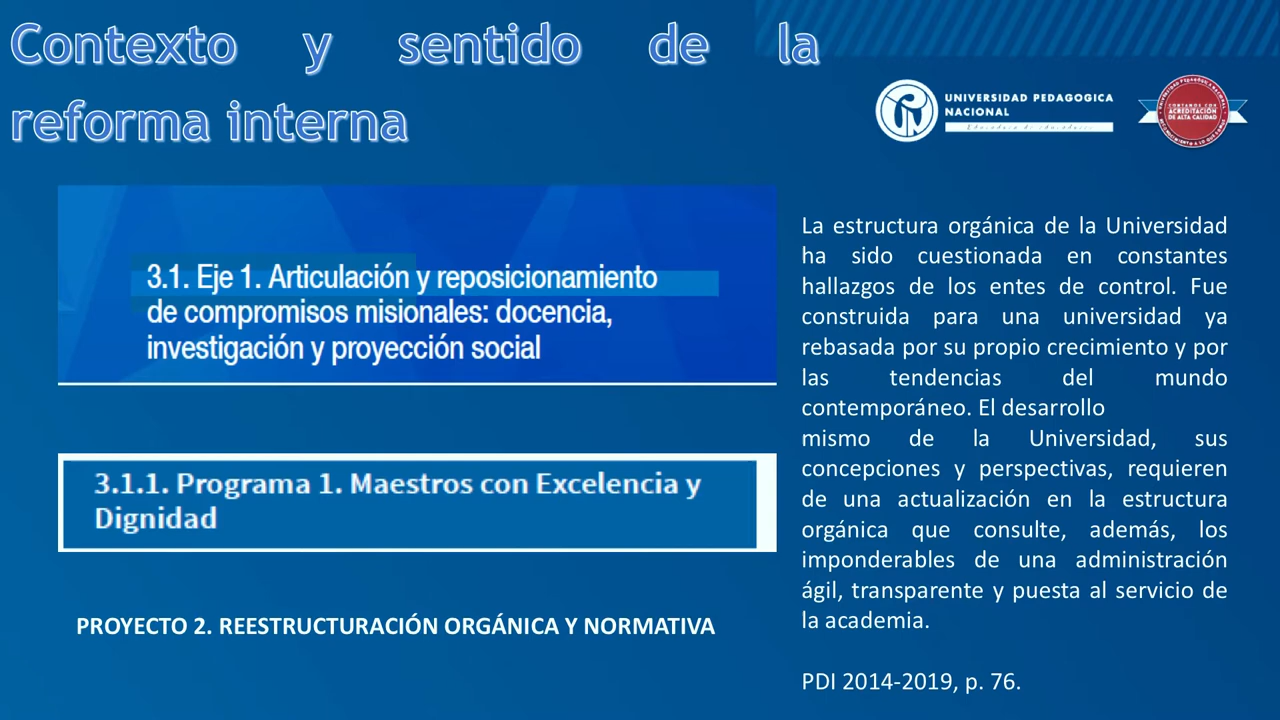 Contexto y sentido de la
reforma interna
UNIVERSIDAD PEDAGOGICA
NACIONAL
Educadora de educadores
CONTAMOS CON
ACREDITACIÓN
DE ALTA CALIDAD
3.1. Eje 1. Articulación y reposicionamiento
de compromisos misionales: docencia,
investigación y proyección social
3.1.1. Programa 1. Maestros con Excelencia y
Dignidad
PROYECTO 2. REESTRUCTURACIÓN ORGÁNICA Y NORMATIVA
La estructura orgánica de la Universidad
ha sido cuestionada en constantes
hallazgos de los entes de control. Fue
construida para una universidad ya
rebasada por su propio crecimiento y por
las tendencias del mundo
contemporáneo. El desarrollo
mismo de la Universidad, sus
concepciones y perspectivas, requieren
de una actualización en la estructura
orgánica que consulte, además, los
imponderables de una administración
ágil, transparente y puesta al servicio de
la academia.
PDI 2014-2019, p. 76.